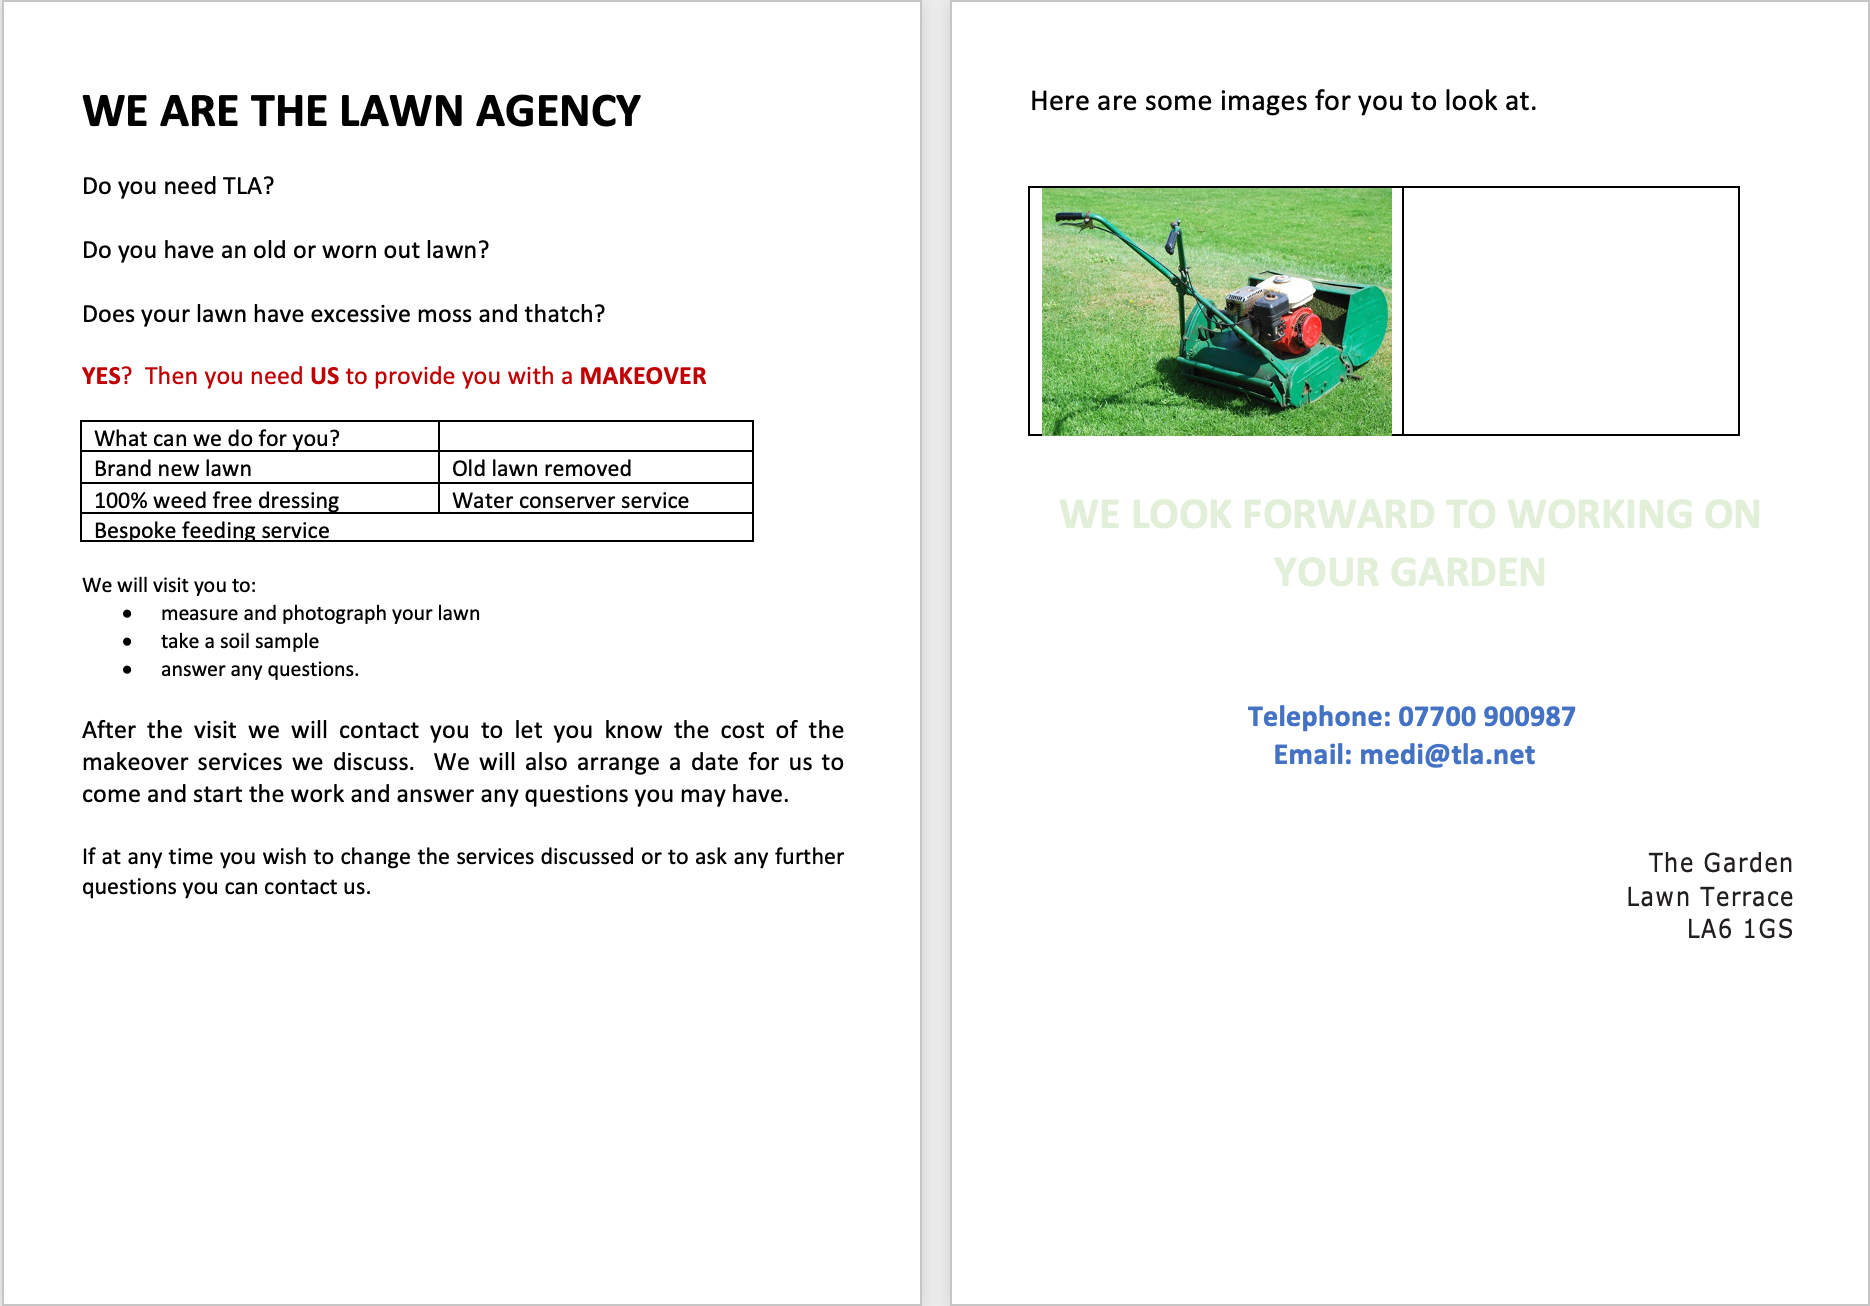 WE ARE THE LAWN AGENCY
Do you need TLA?
Do you have an old or worn out lawn?
Does your lawn have excessive moss and thatch?
YES?  Then you need US to provide you with a MAKEOVER
What can we do for you?
Brand new lawn
Old lawn removed
100% weed free dressing
Water conserver service
Bespoke feeding service
We will visit you to:
• measure and photograph your lawn
• take a soil sample
• answer any questions.
After the visit we will contact you to let you know the cost of the
makeover services we discuss.  We will also arrange a date for us to
come and start the work and answer any questions you may have.
If at any time you wish to change the services discussed or to ask any further
questions you can contact us.
Here are some images for you to look at.
WE LOOK FORWARD TO WORKING ON
YOUR GARDEN
Telephone: 07700 900987
Email: medi@tla.net
The Garden
Lawn Terrace
LA6 1GS